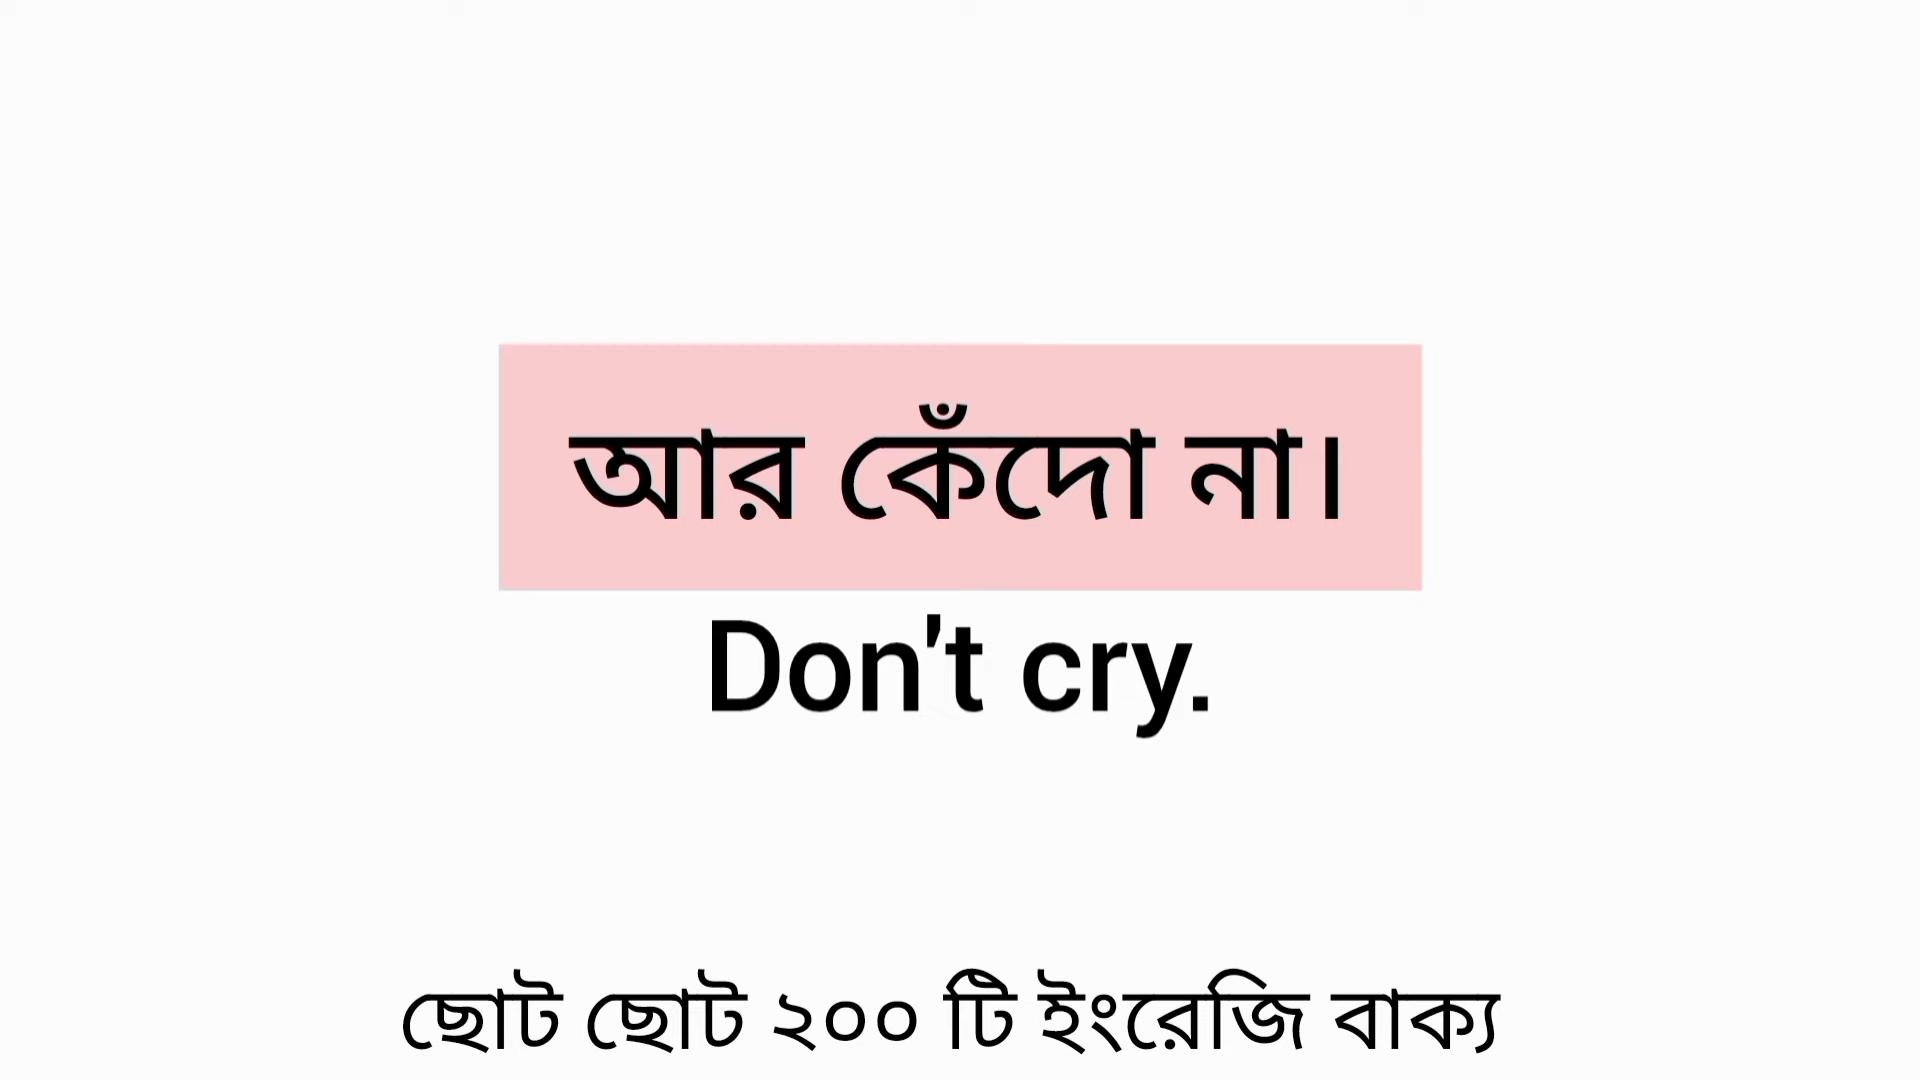 আর কেঁদো না।
Don't cry.
ছোট ছোট ২০০ টি ইংরেজি বাক্য